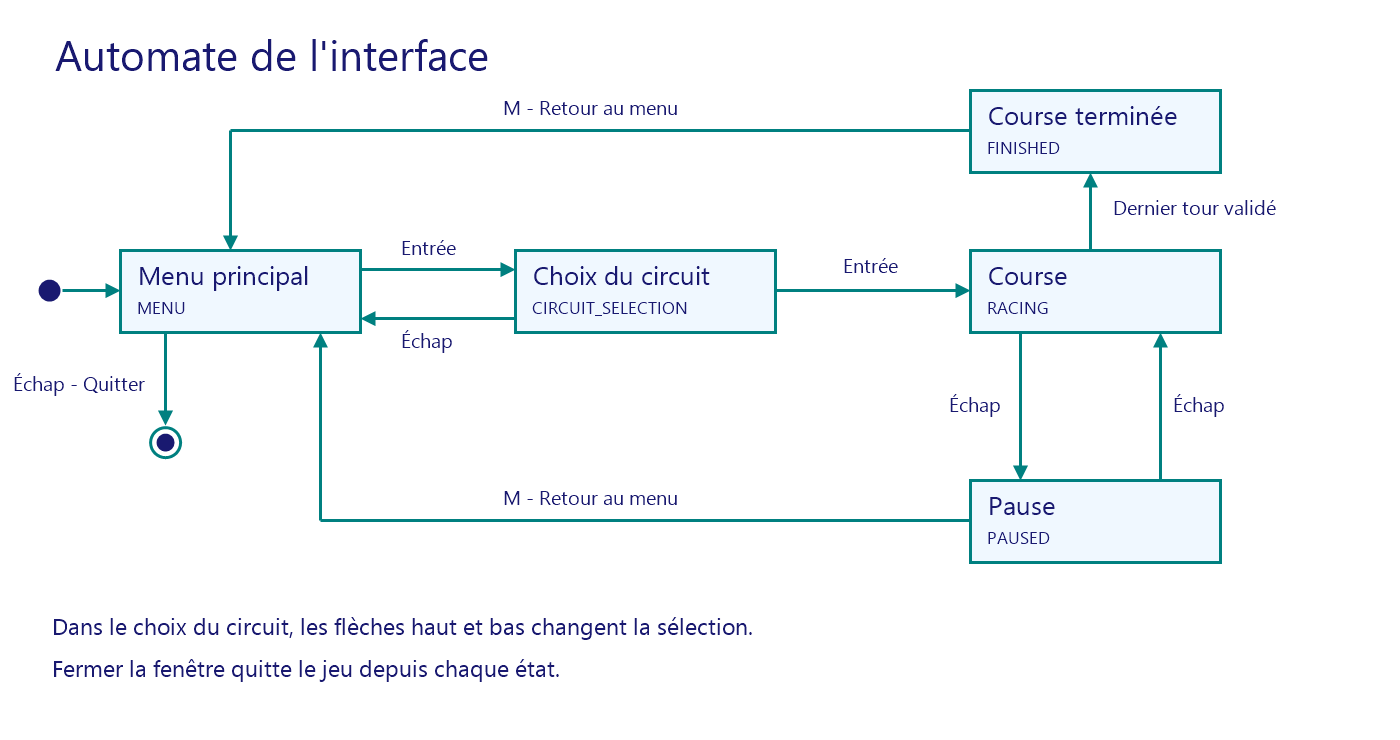 Automate de l'interface
M - Retour au menu
Course terminée
FINISHED
Dernier tour validé
Menu principal
MENU
Entrée
Échap
Choix du circuit
CIRCUIT_SELECTION
Entrée
Course
RACING
Échap - Quitter
Échap
Échap
M - Retour au menu
Pause
PAUSED
Dans le choix du circuit, les flèches haut et bas changent la sélection.
Fermer la fenêtre quitte le jeu depuis chaque état.